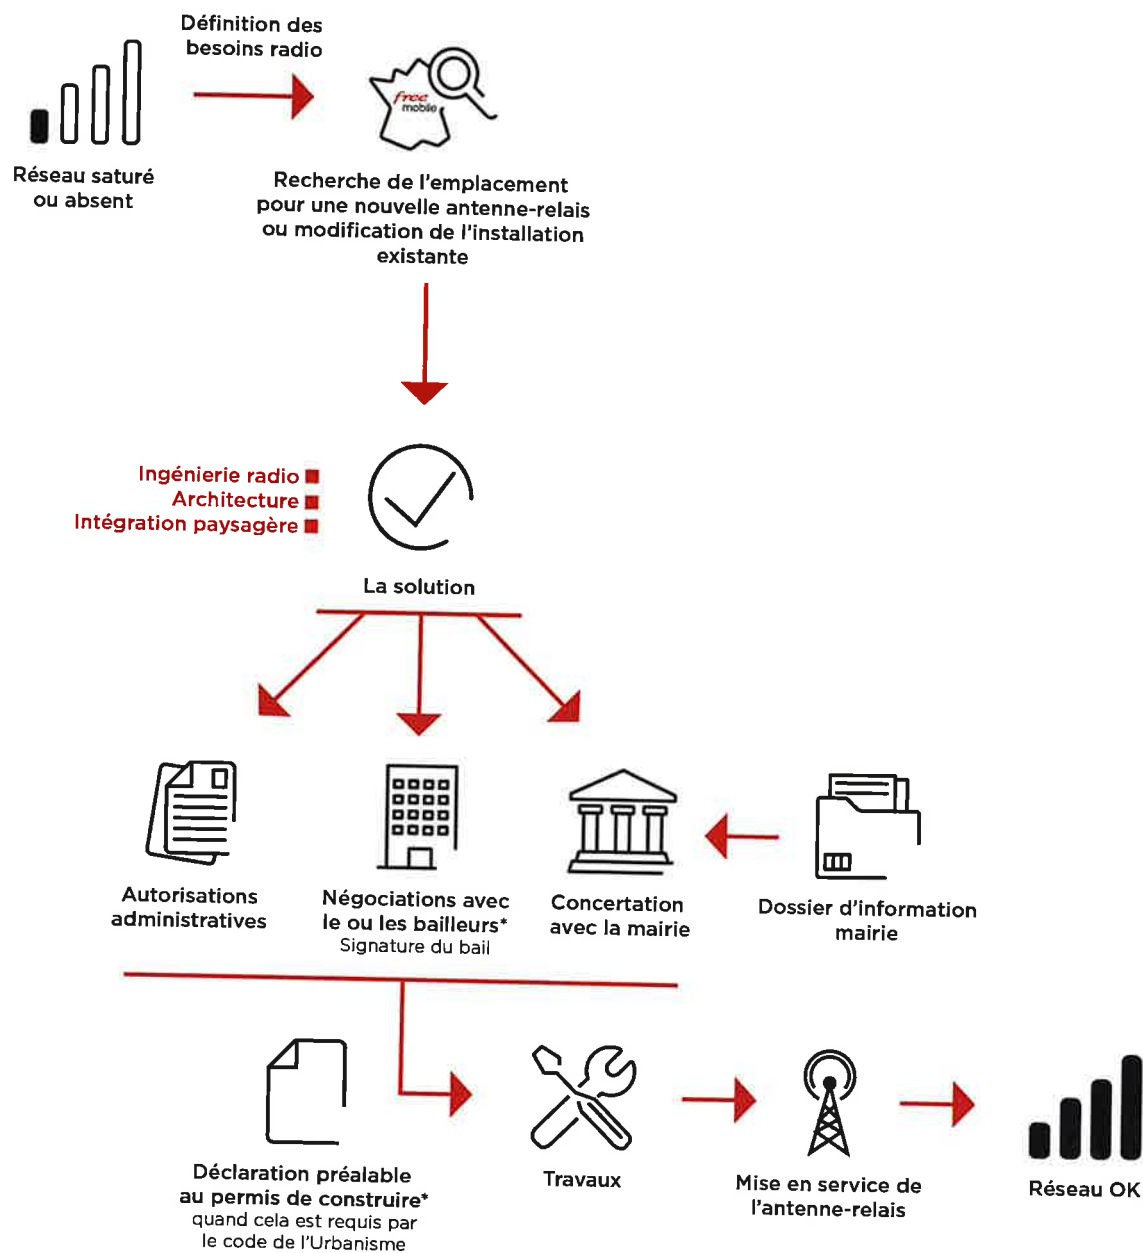 Définition des
besoins radio
free
mobile
Réseau saturé
ou absent
Recherche de l'emplacement
pour une nouvelle antenne-relais
ou modification de l'installation
existante
Ingénierie radio
Architecture
Intégration paysagère
La solution
Autorisations
administratives
Négociations avec
le ou les bailleurs*
Signature du bail
Concertation
avec la mairie
Dossier d'information
mairie
Déclaration préalable
au permis de construire*
quand cela est requis par
le code de l'Urbanisme
Travaux
Mise en service de
l'antenne-relais
Réseau OK